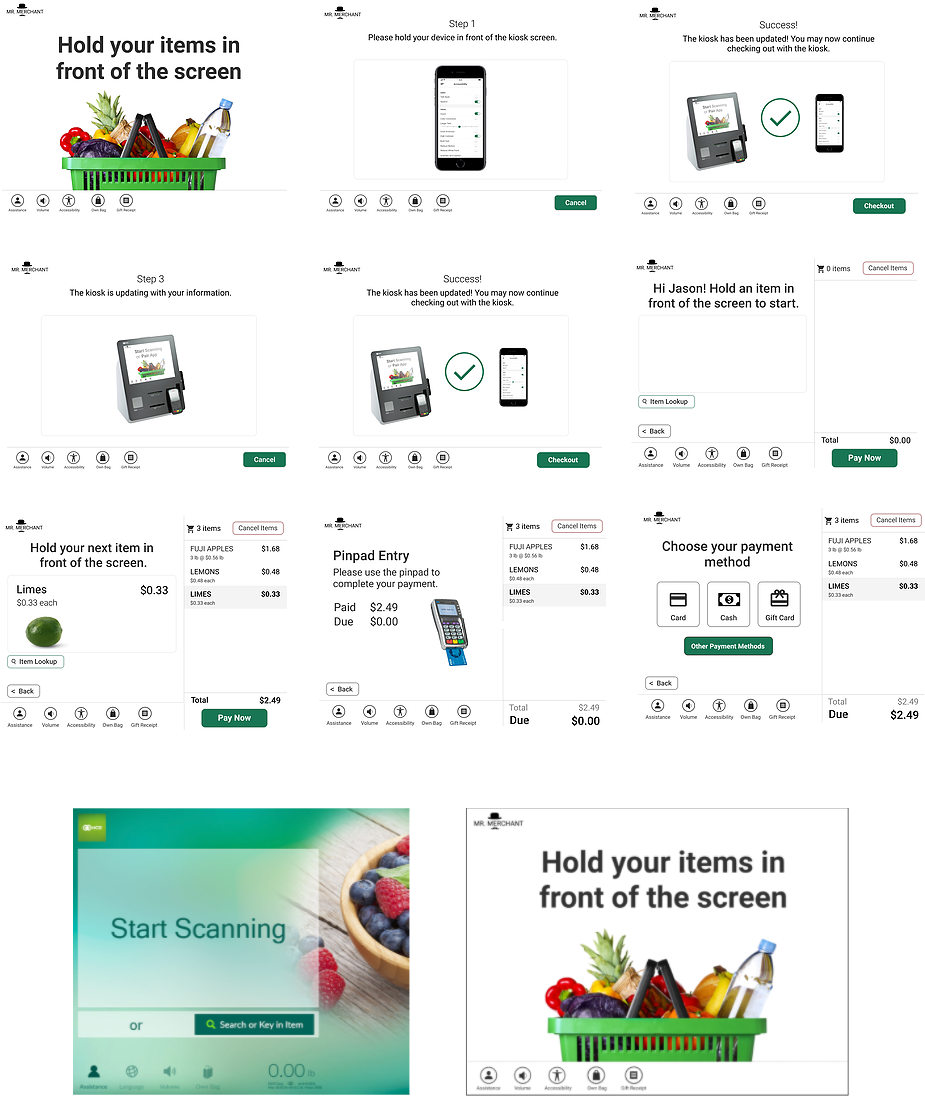 MR. MERCHANT
Hold your items in
front of the screen
Assistance
Volume
Accessibility
Own Bag
Gift Receipt
MR. MERCHANT
Step 1
Please hold your device in front of the kiosk screen.
Accessibility
Assistance
Volume
Accessibility
Own Bag
Gift Receipt
Cancel
MR. MERCHANT
Success!
The kiosk has been updated! You may now continue
checking out with the kiosk.
Start Scanning
or Pair App
Assistance
Volume
Accessibility
Own Bag
Gift Receipt
Checkout
MR. MERCHANT
Step 3
The kiosk is updating with your information.
Start Scanning
or Pair App
Assistance
Volume
Accessibility
Own Bag
Gift Receipt
Cancel
MR. MERCHANT
Success!
The kiosk has been updated! You may now continue
checking out with the kiosk.
Start Scanning
or Pair App
Assistance
Volume
Accessibility
Own Bag
Gift Receipt
Checkout
MR. MERCHANT
Hi Jason! Hold an item in
front of the screen to start.
Item Lookup
< Back
Assistance
Volume
Accessibility
Own Bag
Gift Receipt
0 items
Cancel Items
Total $0.00
Pay Now
MR. MERCHANT
Hold your next item in
front of the screen.
Limes $0.33
$0.33 each
Item Lookup
< Back
Assistance
Volume
Accessibility
Own Bag
Gift Receipt
3 items
Cancel Items
FUJI APPLES $1.68
3 lb @ $0.56 lb
LEMONS $0.48
$0.48 each
LIMES $0.33
$0.33 each
Total $2.49
Pay Now
MR. MERCHANT
Pinpad Entry
Please use the pinpad to
complete your payment.
Paid $2.49
Due $0.00
< Back
Assistance
Volume
Accessibility
Own Bag
Gift Receipt
3 items
Cancel Items
FUJI APPLES $1.68
3 lb @ $0.56 lb
LEMONS $0.48
$0.48 each
LIMES $0.33
$0.33 each
Total $2.49
Due $0.00
MR. MERCHANT
Choose your payment
method
Card
Cash
Gift Card
Other Payment Methods
< Back
Assistance
Volume
Accessibility
Own Bag
Gift Receipt
3 items
Cancel Items
FUJI APPLES $1.68
3 lb @ $0.56 lb
LEMONS $0.48
$0.48 each
LIMES $0.33
$0.33 each
Total $2.49
Due $2.49
NCR
Start Scanning
or
Search or Key in Item
Assistance
Language
Volume
Own Bag
0.00 lb
MR. MERCHANT
Hold your items in
front of the screen
Assistance
Volume
Accessibility
Own Bag
Gift Receipt